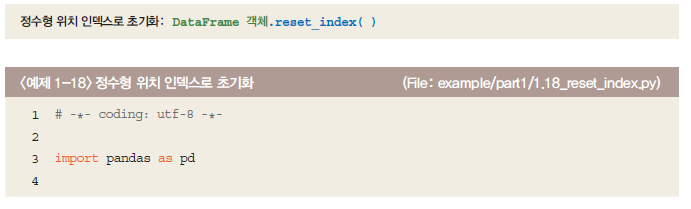 정수형 위치 인덱스로 초기화: DataFrame 객체.reset_index( )
<예제 1-18> 정수형 위치 인덱스로 초기화 (File: example/part1/1.18_reset_index.py)
1 # -*- coding: utf-8 -*-
2
3 import pandas as pd
4